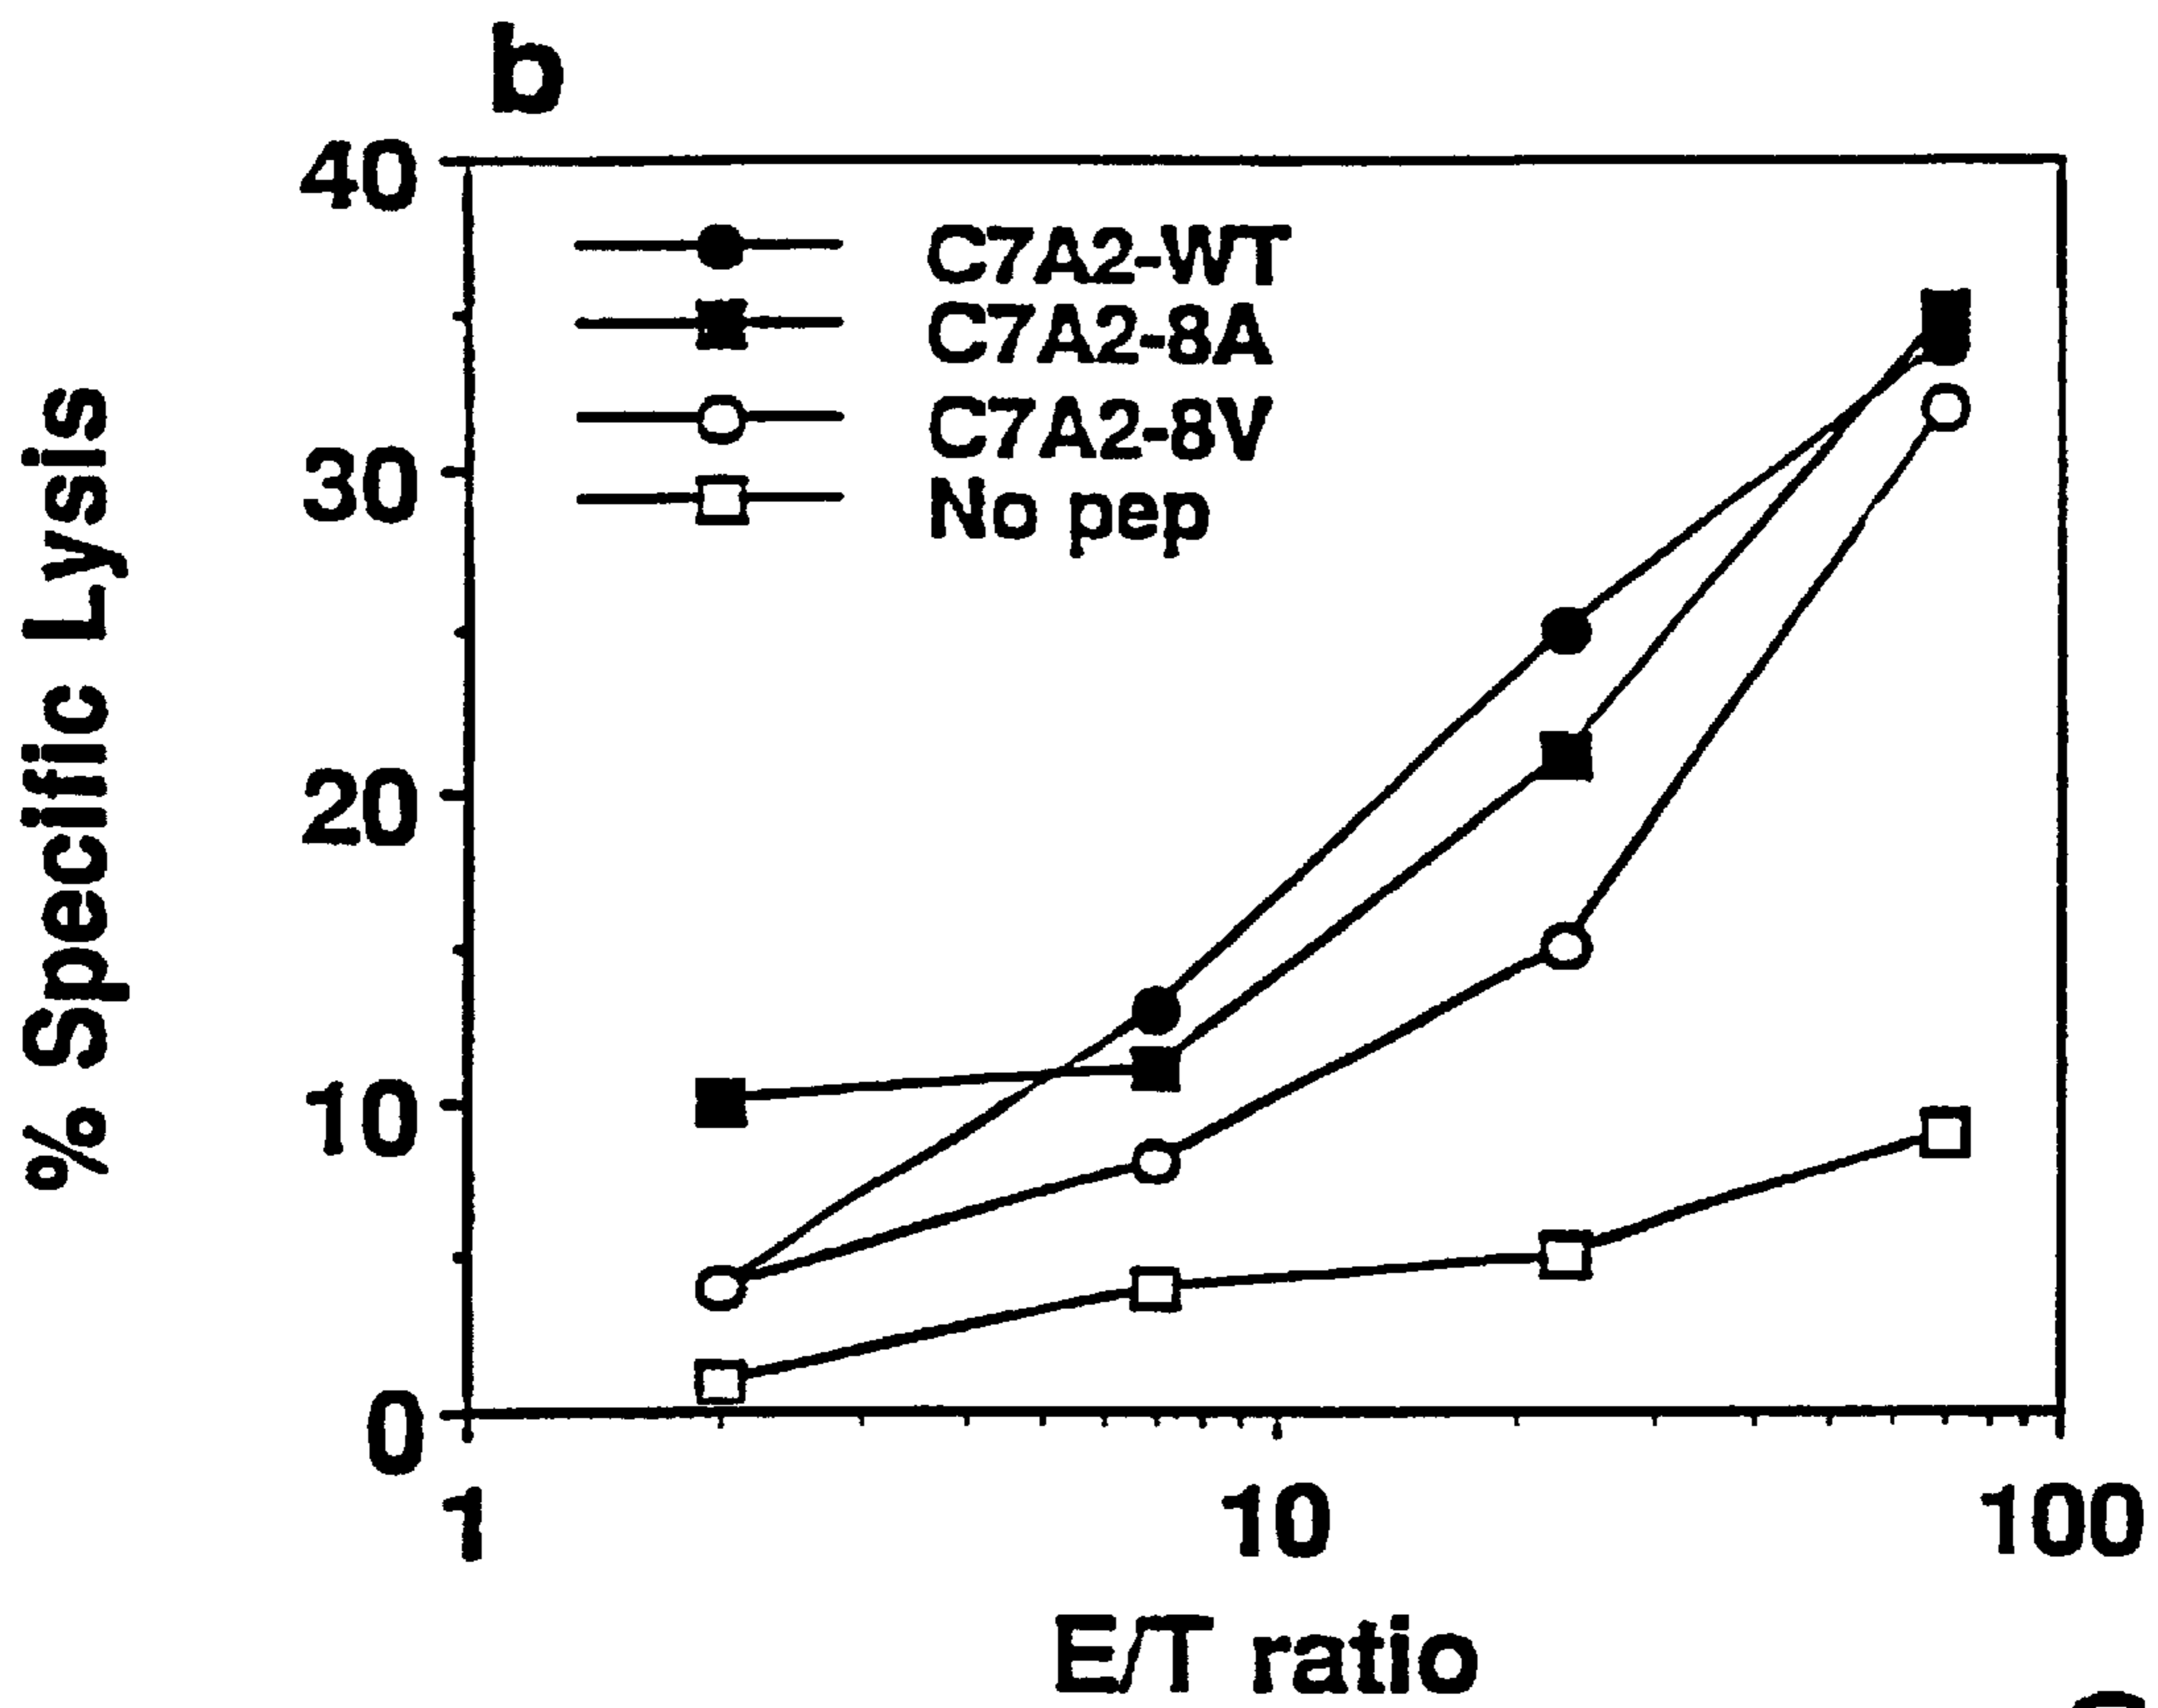 b
40
30
20
10
0
% Specific Lysis
C7A2-WT
C7A2-8A
C7A2-8V
No pep
1
10
100
E/T ratio